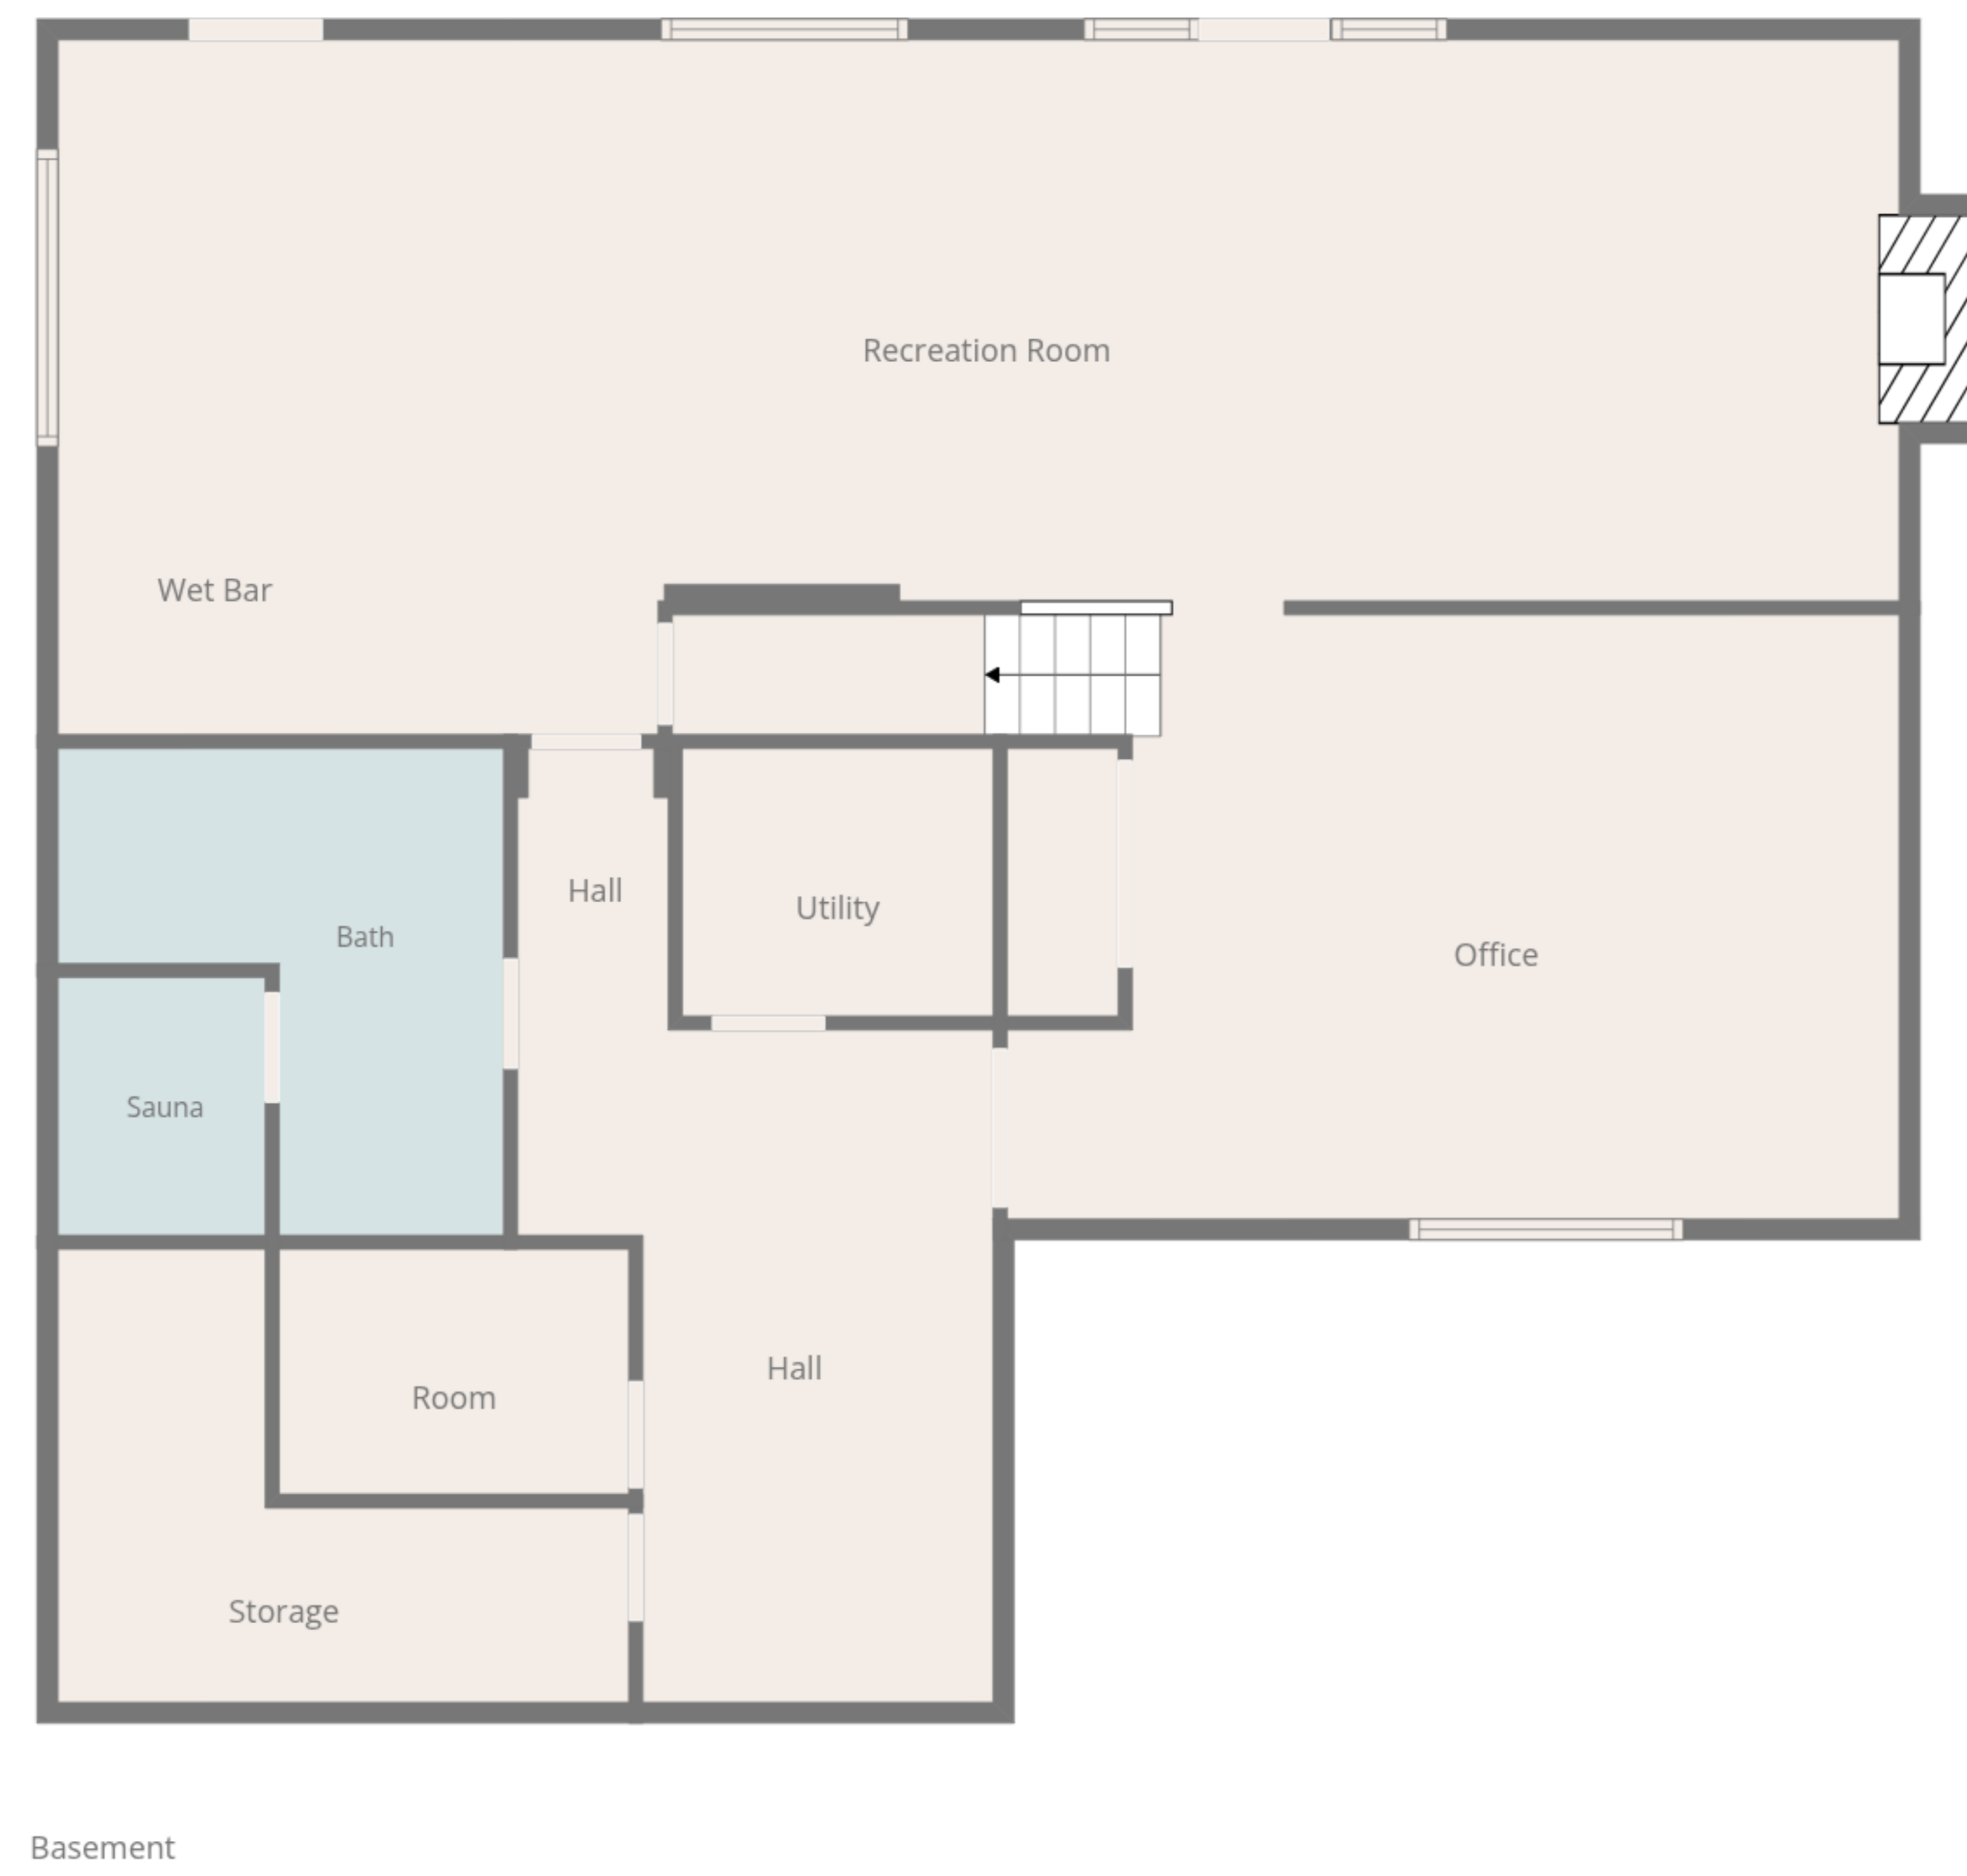 Recreation Room
Wet Bar
Hall
Utility
Bath
Office
Sauna
Hall
Room
Storage
Basement